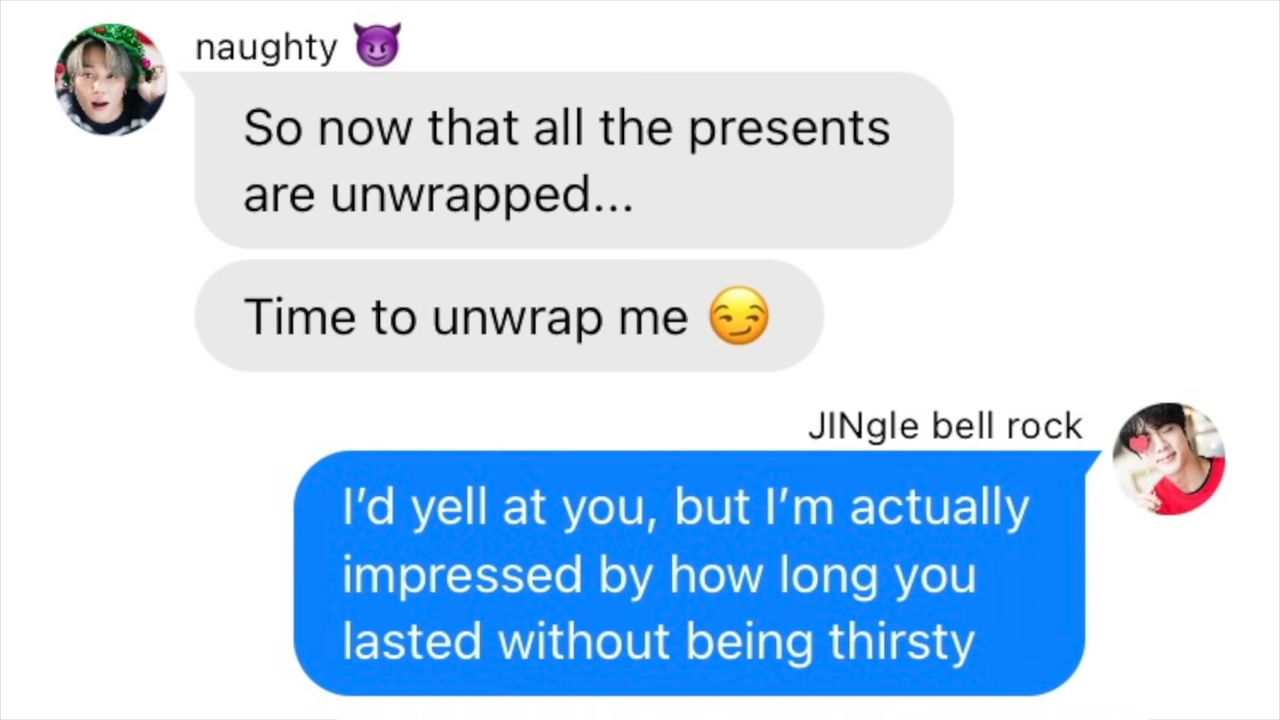 naughty 😈
So now that all the presents
are unwrapped...
Time to unwrap me 😏
JINgle bell rock
I’d yell at you, but I’m actually
impressed by how long you
lasted without being thirsty